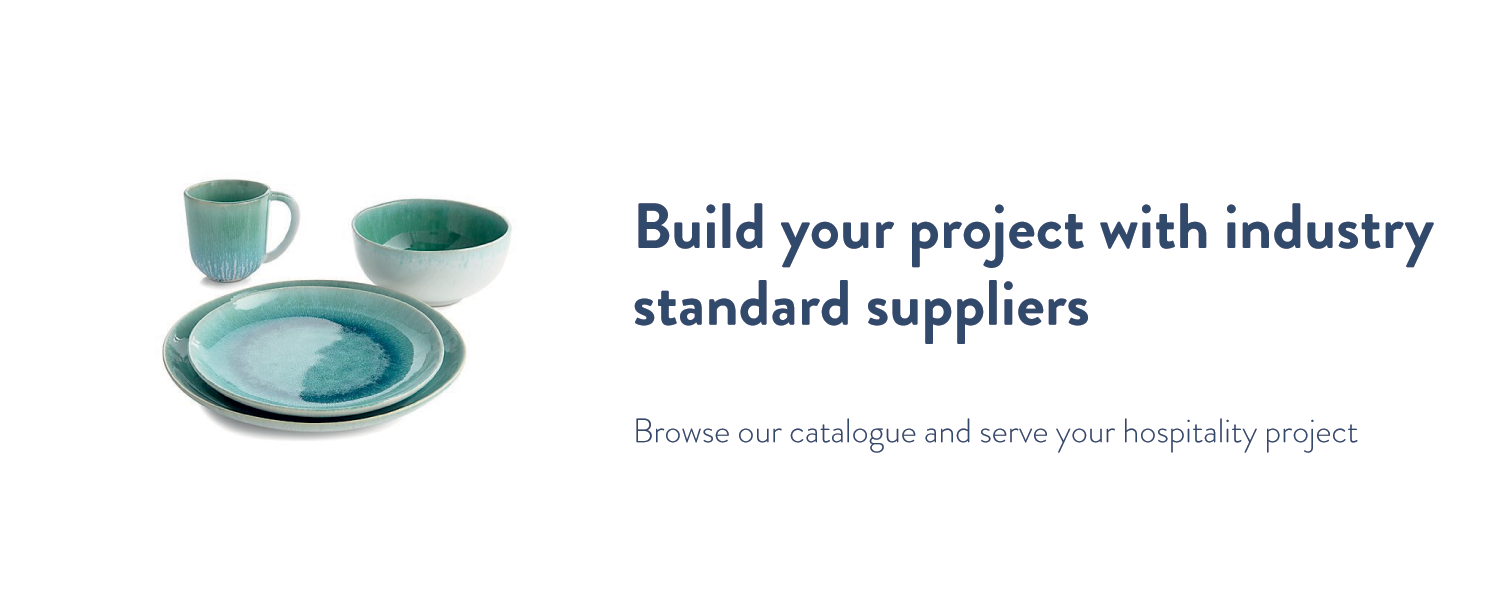 Build your project with industry
standard suppliers
Browse our catalogue and serve your hospitality project